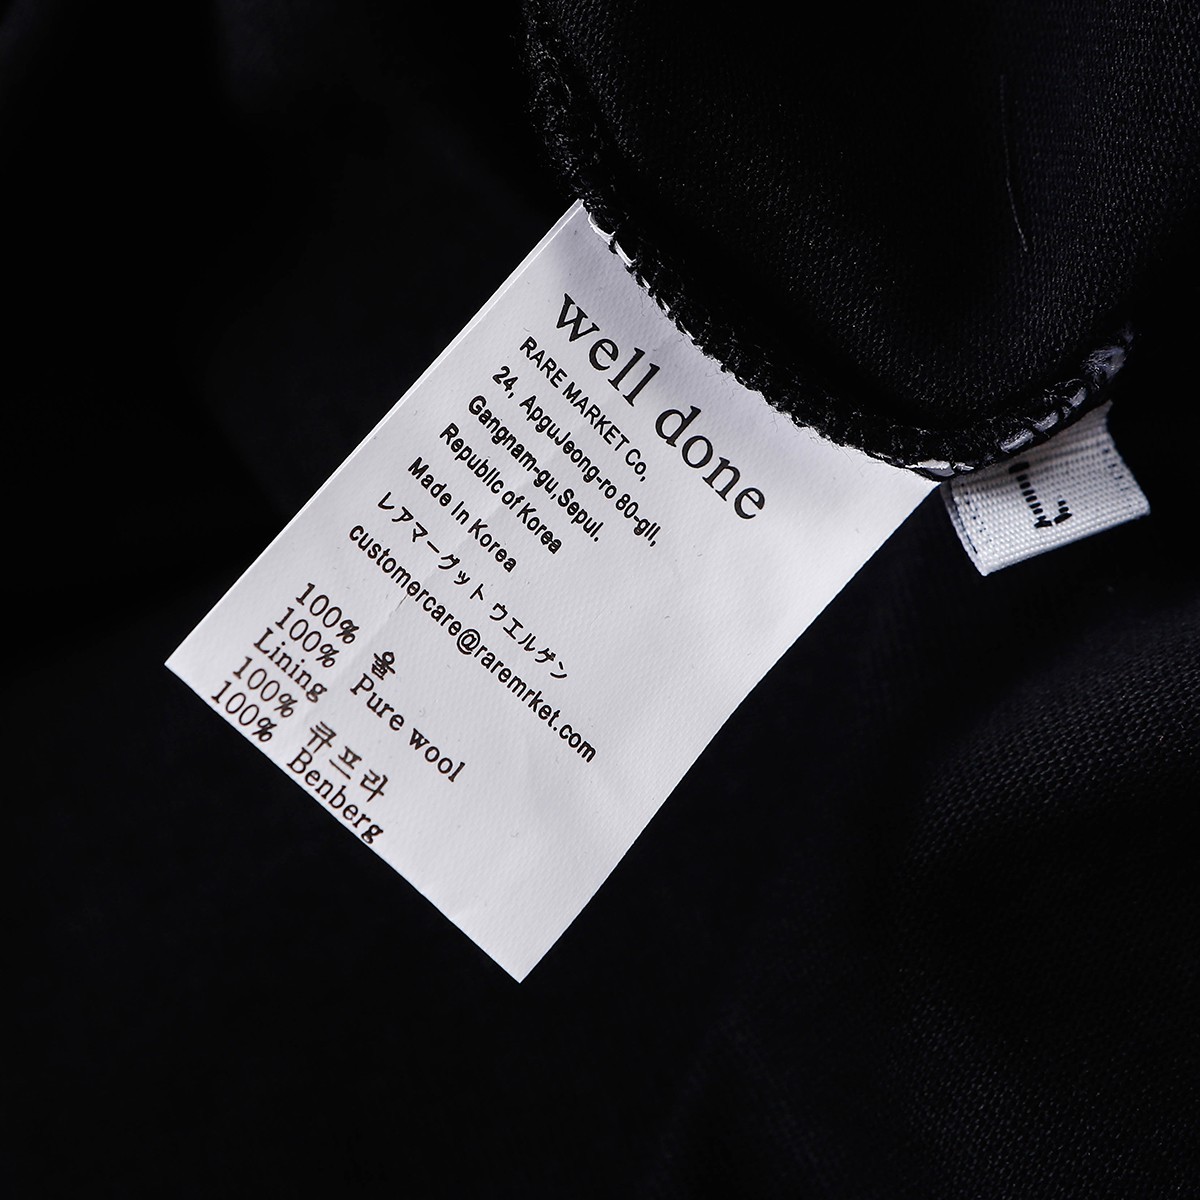 well done
RARE MARKET Co,
24, ApguJeong-ro 80-gil,
Gangnam-gu,Sepul.
Republic of Korea
Made in Korea
レアマーグット ウエルゲン
customercare@raremrket.com
100% 울
100% Pure wool
Lining
100% 큐프라
100% Benberg